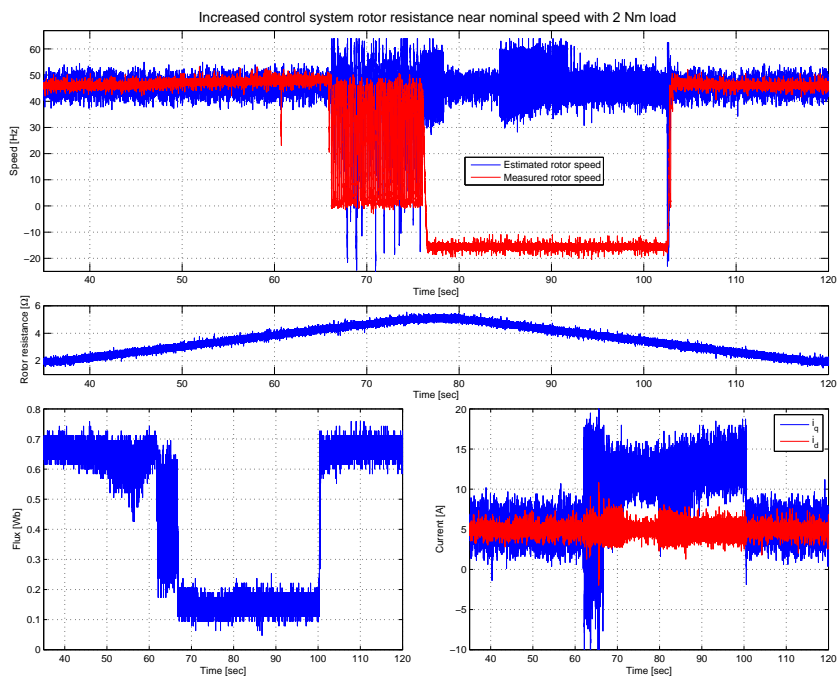 Increased control system rotor resistance near nominal speed with 2 Nm load
60
50
40
30
20
10
0
−10
−20
Speed [Hz]
Estimated rotor speed
Measured rotor speed
40 50 60 70 80 90 100 110 120
Time [sec]
6
4
2
Rotor resistance [Ω]
40 50 60 70 80 90 100 110 120
Time [sec]
0.8
0.7
0.6
0.5
0.4
0.3
0.2
0.1
0
Flux [Wb]
40 50 60 70 80 90 100 110 120
Time [sec]
20
15
10
5
0
−5
−10
Current [A]
i_q
i_d
40 50 60 70 80 90 100 110 120
Time [sec]